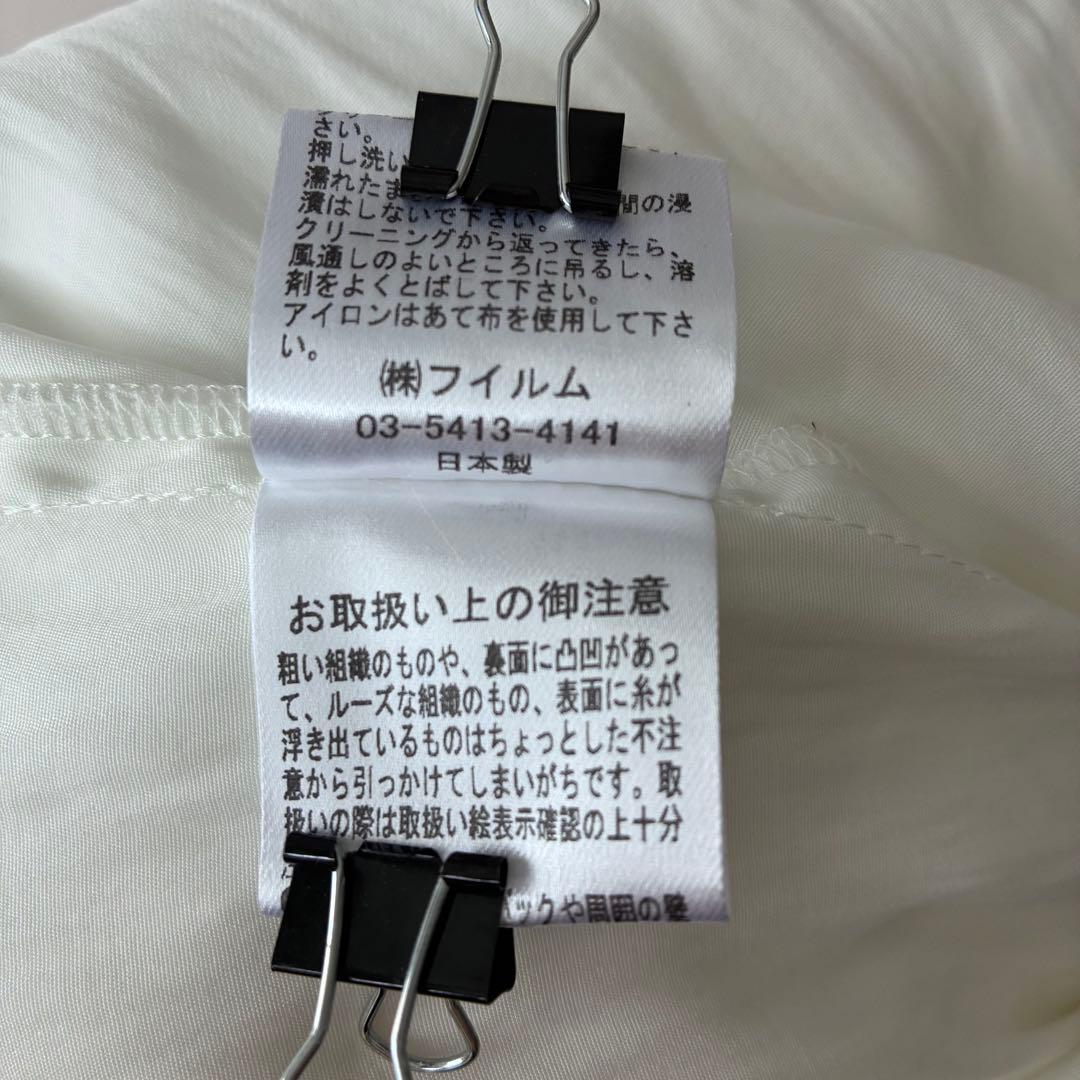 さい。
押し洗い
濡れたま 間の浸
漬はしないで下さい。
クリーニングから返ってきたら、
風通しのよいところに吊るし、溶
剤をよくとばして下さい。
アイロンはあて布を使用して下さ
い。
㈱フイルム
03-5413-4141
日本製
お取扱い上の御注意
粗い組織のものや、裏面に凸凹があっ
て、ルーズな組織のもの、表面に糸が
浮き出ているものはちょっとした不注
意から引っかけてしまいがちです。取
扱いの際は取扱い絵表示確認の上十分
バックや周囲の壁